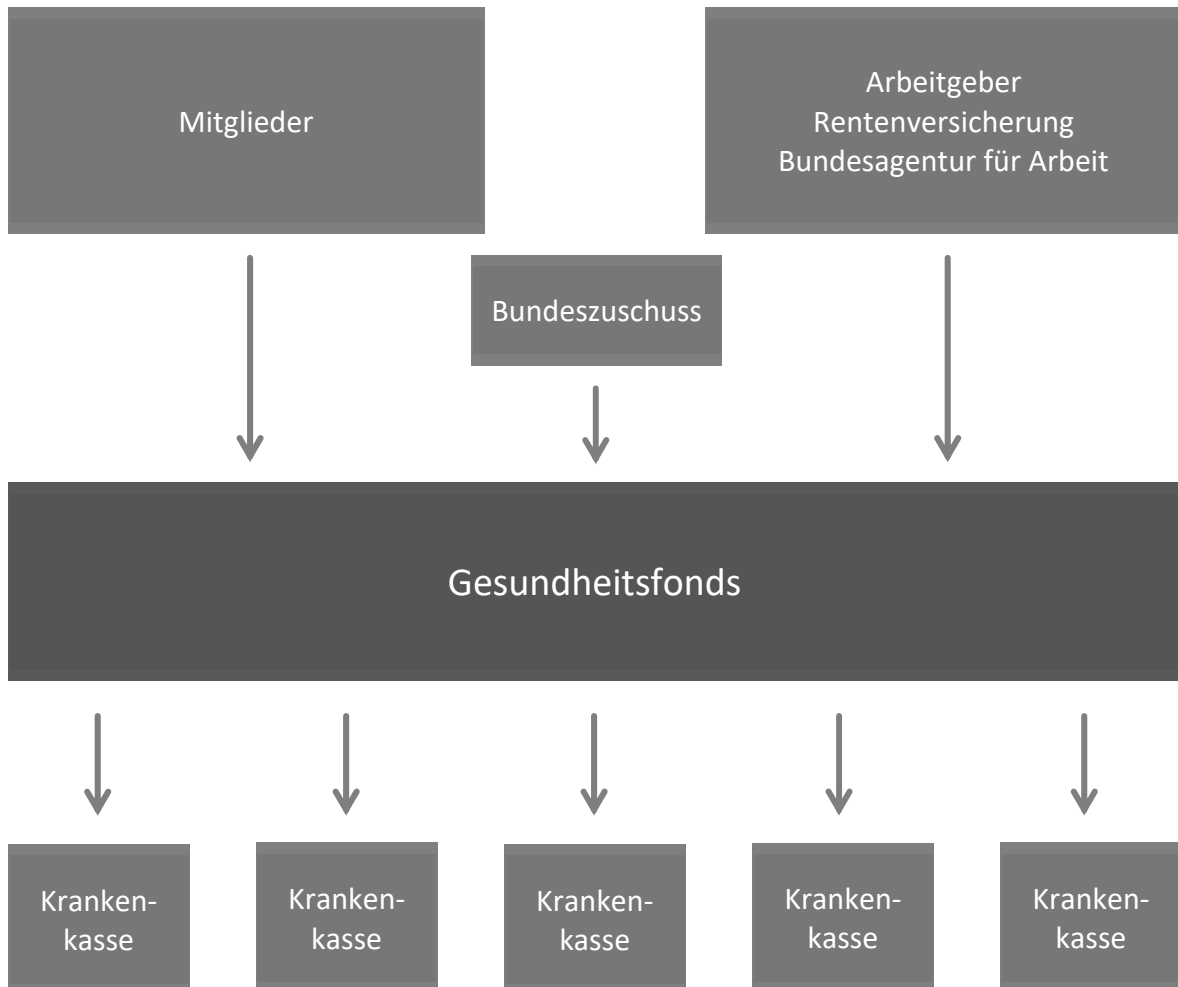 Mitglieder
Arbeitgeber
Rentenversicherung
Bundesagentur für Arbeit
Bundeszuschuss
Gesundheitsfonds
Kranken-
kasse
Kranken-
kasse
Kranken-
kasse
Kranken-
kasse
Kranken-
kasse